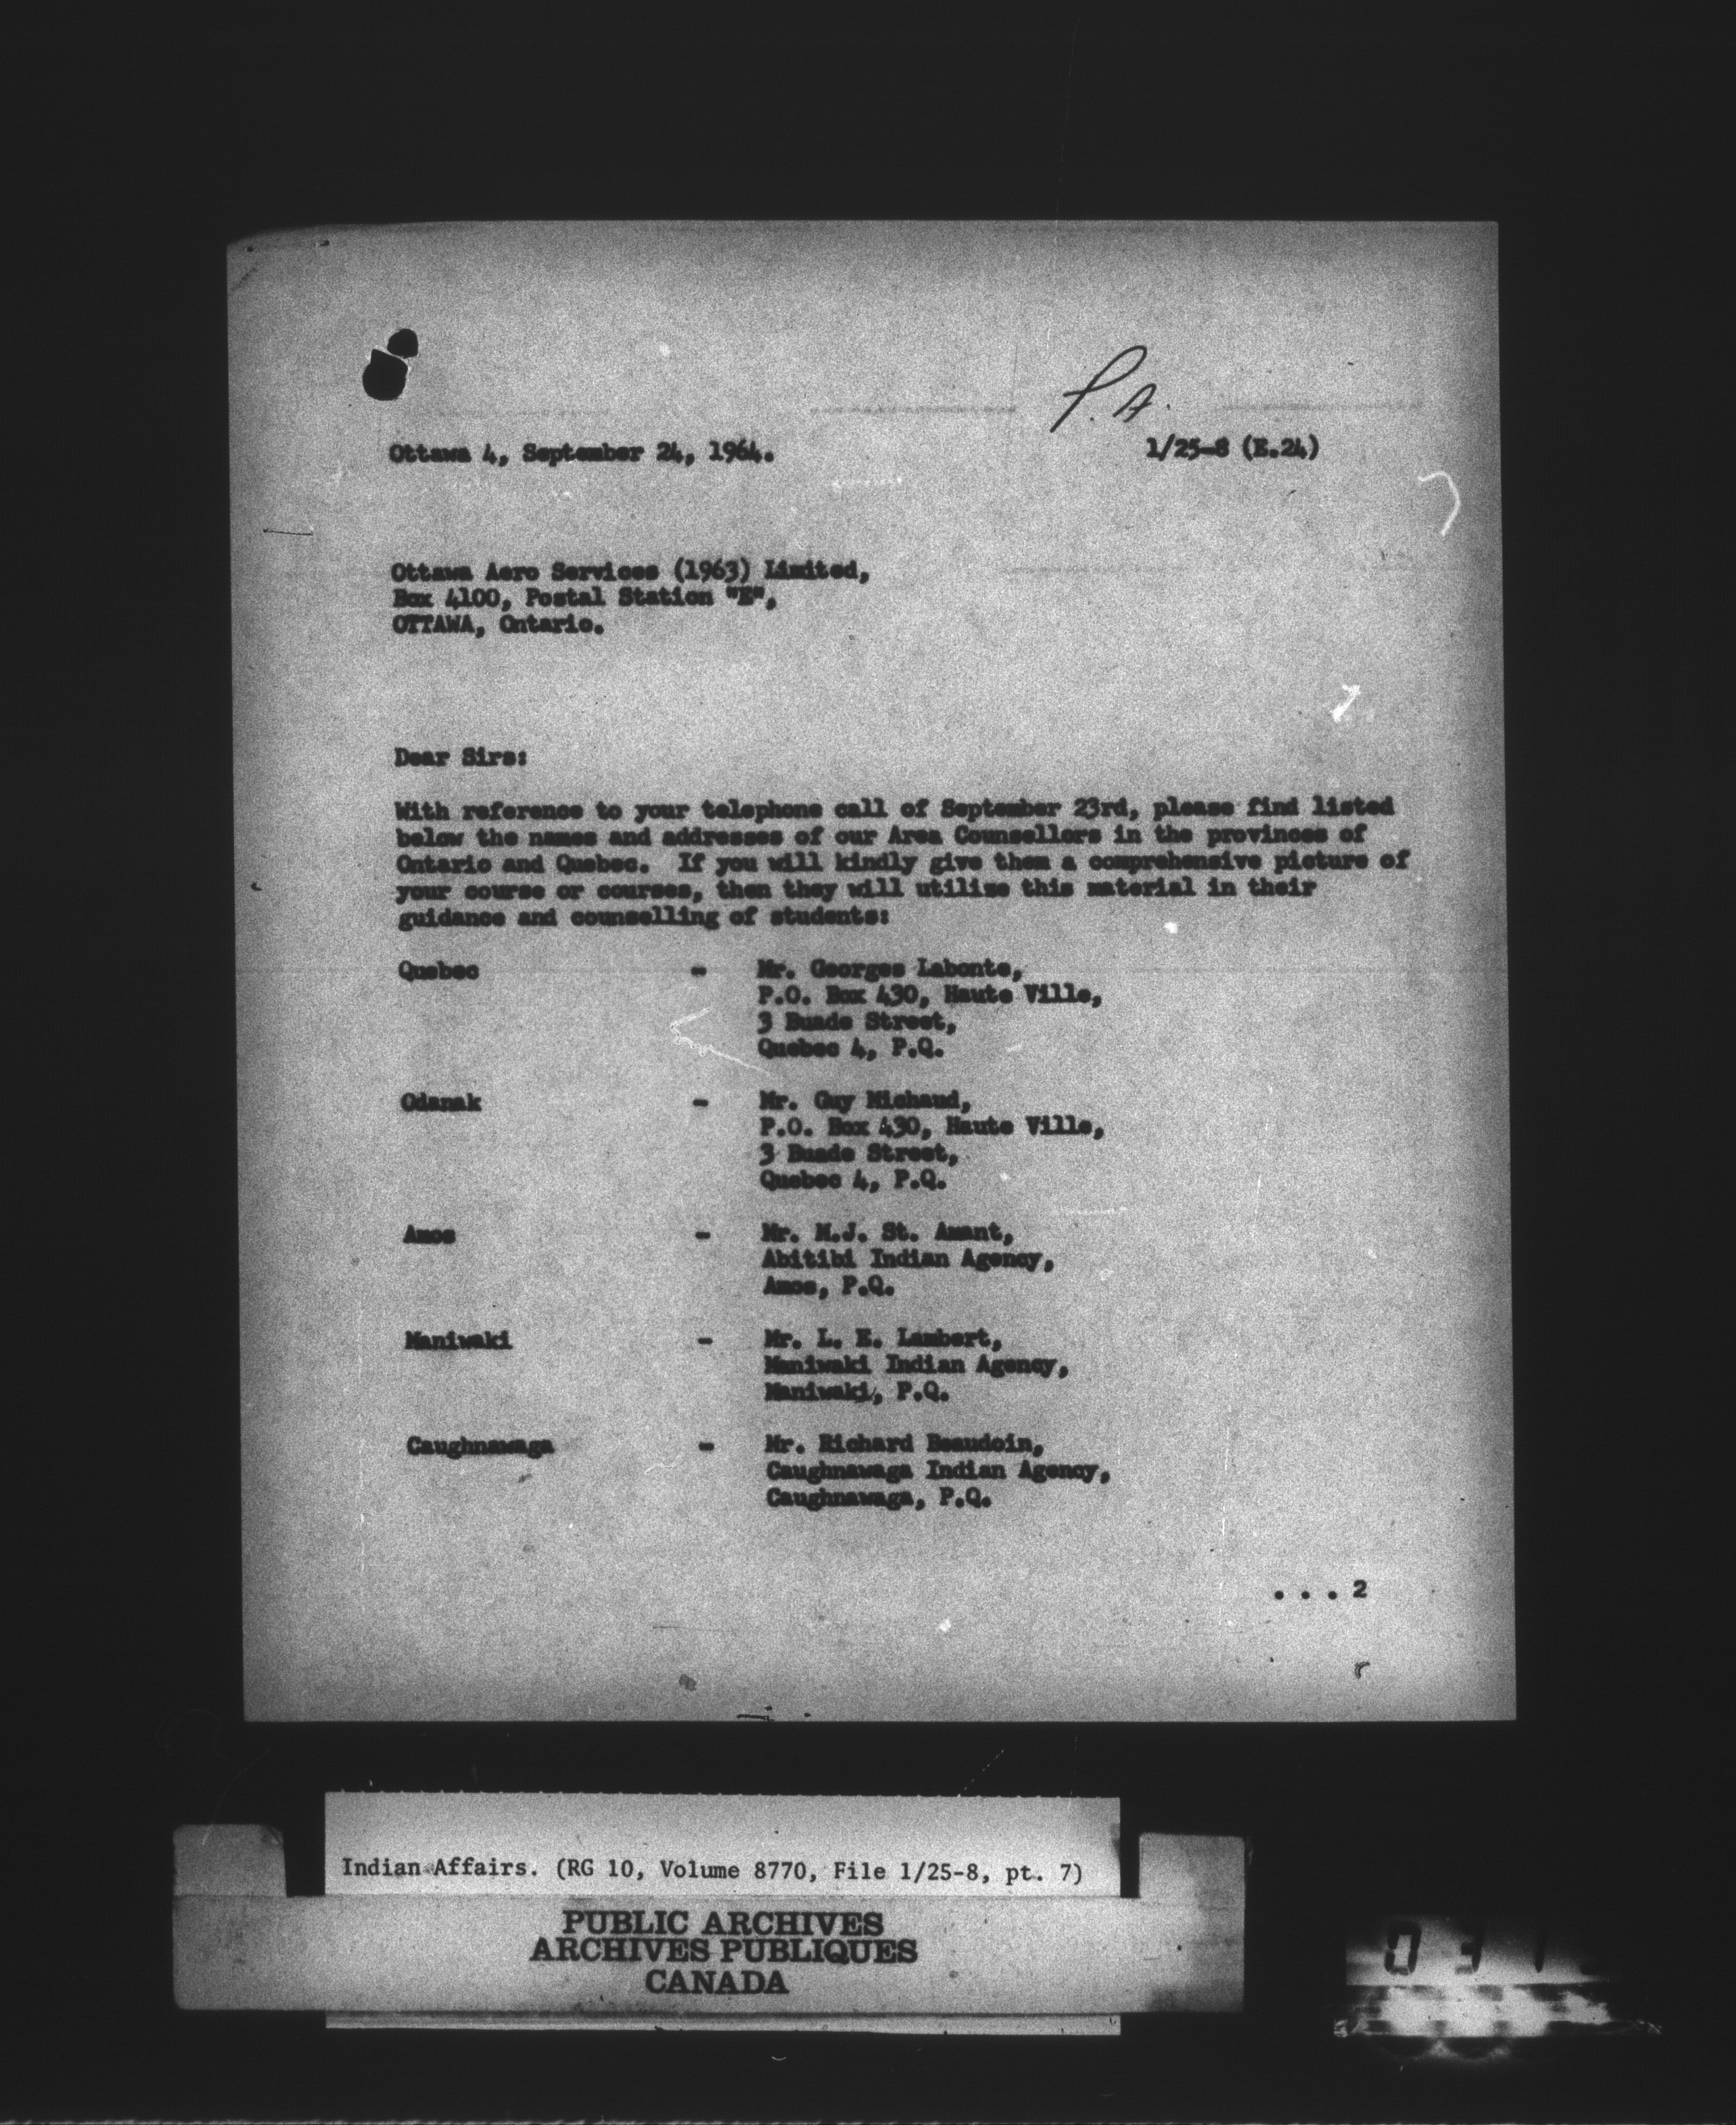 P.A.
Ottawa 4, September 24, 1964. 1/25-8 (E.24)
Ottawa Aero Services (1963) Limited,
Box 4100, Postal Station "E",
OTTAWA, Ontario.
Dear Sirs:
With reference to your telephone call of September 23rd, please find listed
below the names and addresses of our Area Counsellors in the provinces of
Ontario and Quebec. If you will kindly give them a comprehensive picture of
your course or courses, then they will utilize this material in their
guidance and counselling of students:
Quebec - Mr. Georges Labonte,
P.O. Box 430, Haute Ville,
3 Buade Street,
Quebec 4, P.Q.
Odanak - Mr. Guy Michaud,
P.O. Box 430, Haute Ville,
3 Buade Street,
Quebec 4, P.Q.
Amos - Mr. M.J. St. Amant,
Abitibi Indian Agency,
Amos, P.Q.
Maniwaki - Mr. L. E. Lambert,
Maniwaki Indian Agency,
Maniwaki, P.Q.
Caughnawaga - Mr. Richard Beaudoin,
Caughnawaga Indian Agency,
Caughnawaga, P.Q.
. . . 2
Indian Affairs. (RG 10, Volume 8770, File 1/25-8, pt. 7)
PUBLIC ARCHIVES
ARCHIVES PUBLIQUES
CANADA